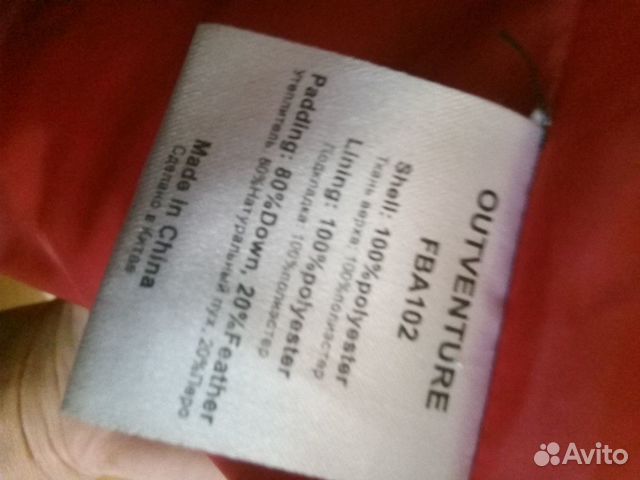 OUTVENTURE
FBA102
Shell: 100%polyester
Ткань верха: 100%полиэстер
Lining: 100%polyester
Подкладка: 100%полиэстер
Padding: 80%Down, 20%Feather
Утеплитель: 80%Натуральный пух, 20%Перо
Made in China
Сделано в Китае
Avito